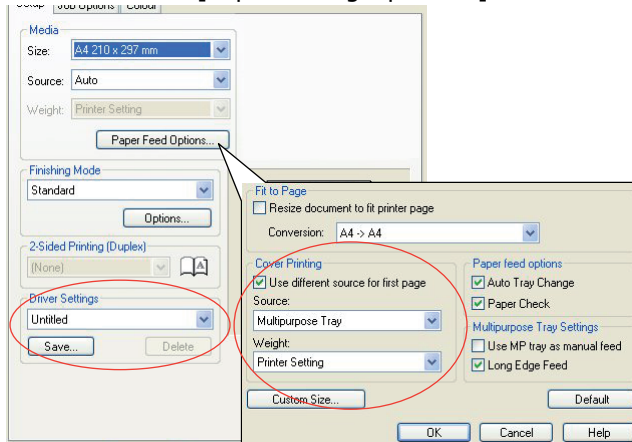 Setup Job Options Colour
Media
Size: A4 210 x 297 mm
Source: Auto
Weight: Printer Setting
Paper Feed Options...
Finishing Mode
Standard
Options...
2-Sided Printing (Duplex)
[None]
A
Driver Settings
Untitled
Save... Delete
Fit to Page
Resize document to fit printer page
Conversion: A4 -> A4
Cover Printing
Use different source for first page
Source:
Multipurpose Tray
Weight:
Printer Setting
Custom Size...
Paper feed options
Auto Tray Change
Paper Check
Multipurpose Tray Settings
Use MP tray as manual feed
Long Edge Feed
Default
OK Cancel Help